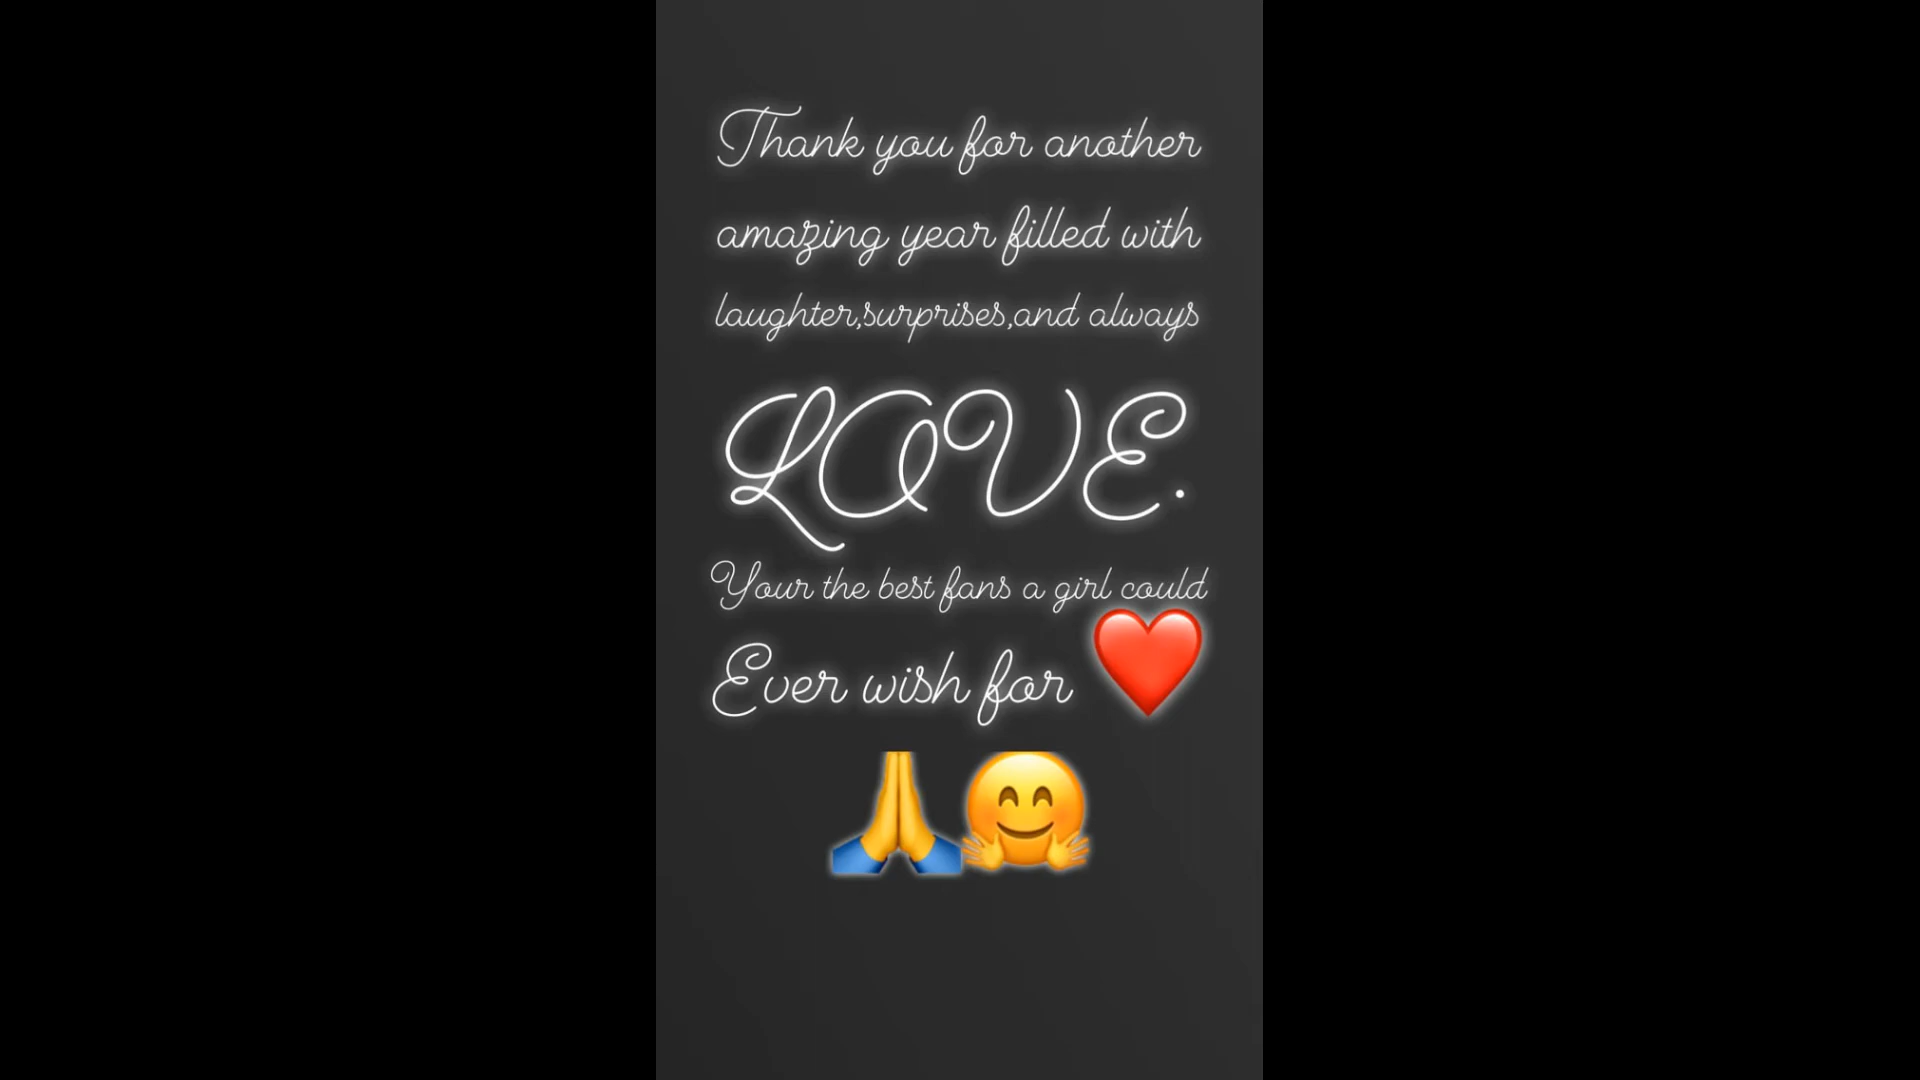 Thank you for another
amazing year filled with
laughter,surprises,and always
LOVE.
Your the best fans a girl could
Ever wish for ❤️
🙏🤗